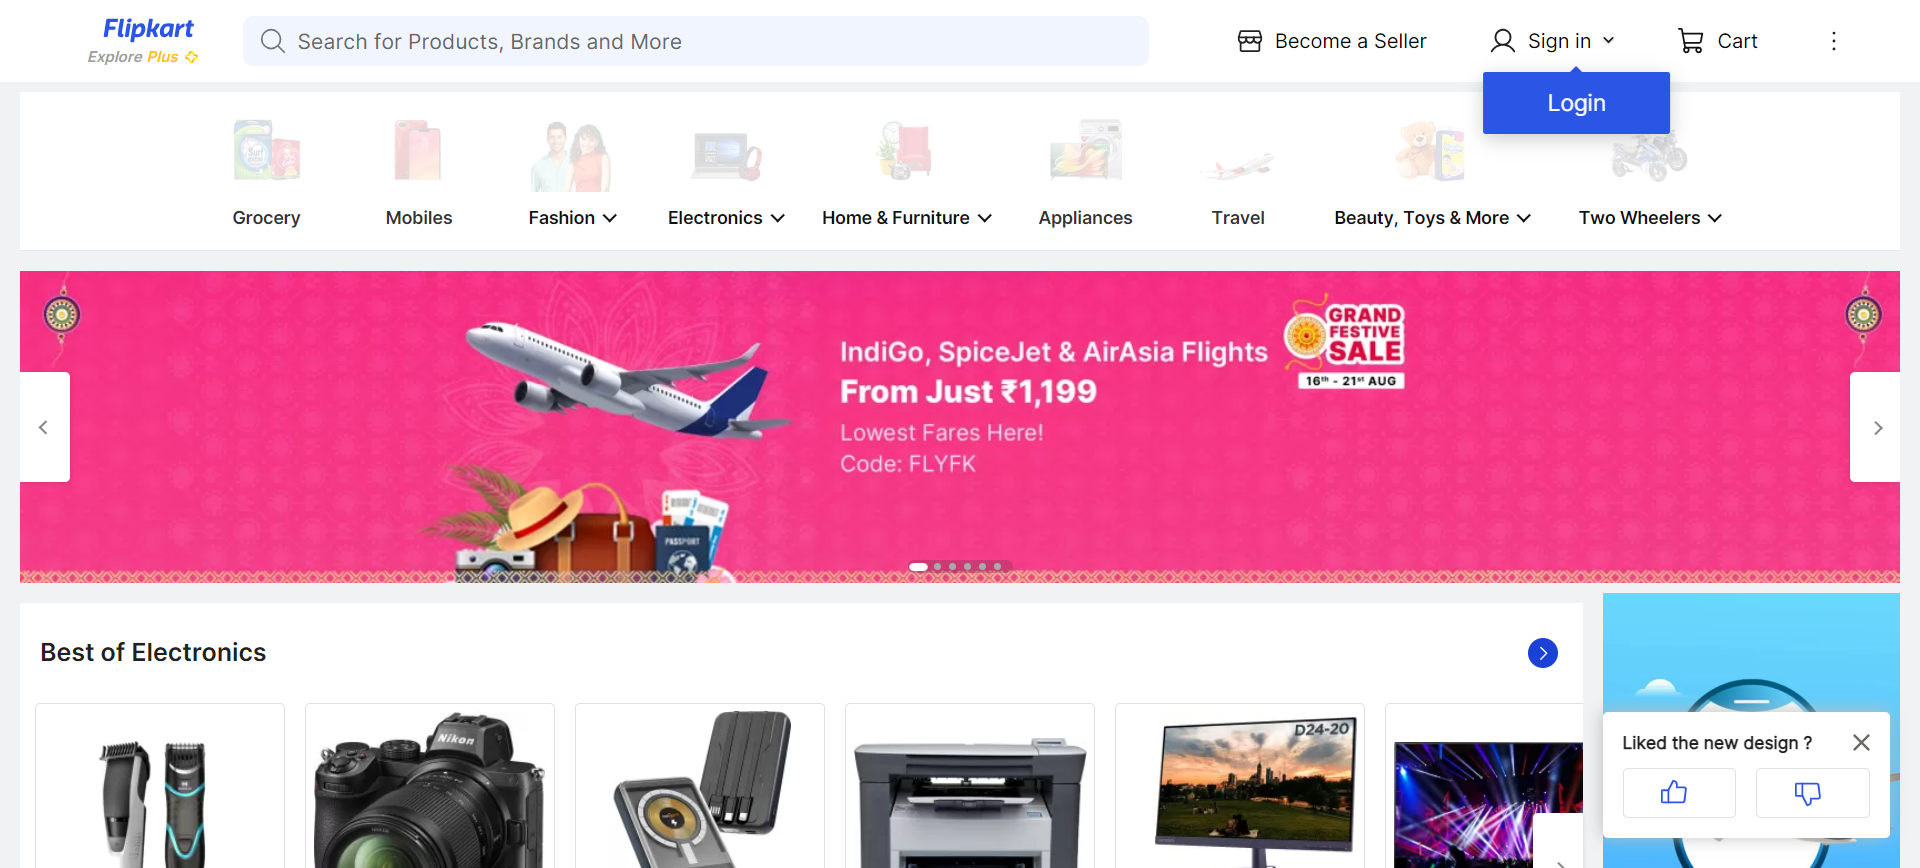 Flipkart
Explore Plus
Search for Products, Brands and More
Become a Seller
Sign in
Cart
Login
Grocery
Mobiles
Fashion
Electronics
Home & Furniture
Appliances
Travel
Beauty, Toys & More
Two Wheelers
IndiGo, SpiceJet & AirAsia Flights
From Just ₹1,199
Lowest Fares Here!
Code: FLYFK
GRAND
FESTIVE
SALE
16th - 21st AUG
PASSPORT
Best of Electronics
Nikon
D24-20
Liked the new design ?